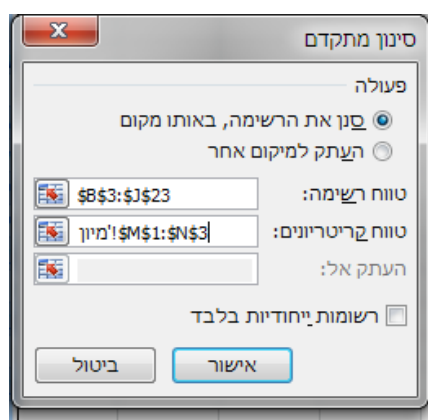 סינון מתקדם
פעולה
סנן את הרשימה, באותו מקום
העתק למיקום אחר
טווח רשימה: $B$3:$J$23
טווח קריטריונים: מיון'!$M$1:$N$3
העתק אל:
רשומות ייחודיות בלבד
אישור ביטול